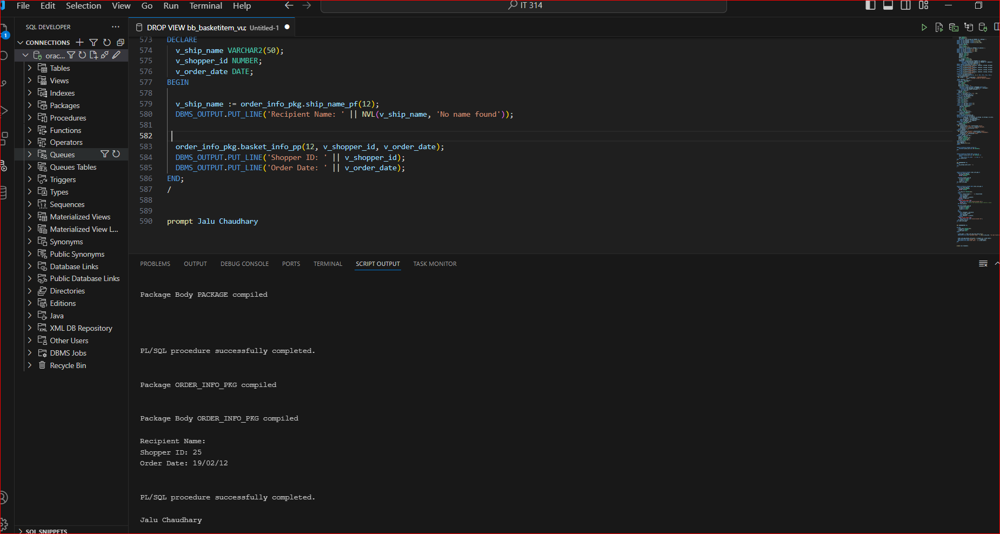 File Edit Selection View Go Run Terminal Help
IT 314
SQL DEVELOPER
DROP VIEW bb_basketitem_vu; Untitled-1
1
CONNECTIONS
orac...
Tables
Views
Indexes
Packages
Procedures
Functions
Operators
Queues
Queues Tables
Triggers
Types
Sequences
Materialized Views
Materialized View L...
Synonyms
Public Synonyms
Database Links
Public Database Links
Directories
Editions
Java
XML DB Repository
Other Users
DBMS Jobs
Recycle Bin
SQL SNIPPETS
573 DECLARE
574 v_ship_name VARCHAR2(50);
575 v_shopper_id NUMBER;
576 v_order_date DATE;
577 BEGIN
578
579 v_ship_name := order_info_pkg.ship_name_pf(12);
580 DBMS_OUTPUT.PUT_LINE('Recipient Name: ' || NVL(v_ship_name, 'No name found'));
581
582
583 order_info_pkg.basket_info_pp(12, v_shopper_id, v_order_date);
584 DBMS_OUTPUT.PUT_LINE('Shopper ID: ' || v_shopper_id);
585 DBMS_OUTPUT.PUT_LINE('Order Date: ' || v_order_date);
586 END;
587 /
588
589
590 prompt Jalu Chaudhary
PROBLEMS OUTPUT DEBUG CONSOLE PORTS TERMINAL SCRIPT OUTPUT TASK MONITOR
Package Body PACKAGE compiled
PL/SQL procedure successfully completed.
Package ORDER_INFO_PKG compiled
Package Body ORDER_INFO_PKG compiled
Recipient Name:
Shopper ID: 25
Order Date: 19/02/12
PL/SQL procedure successfully completed.
Jalu Chaudhary